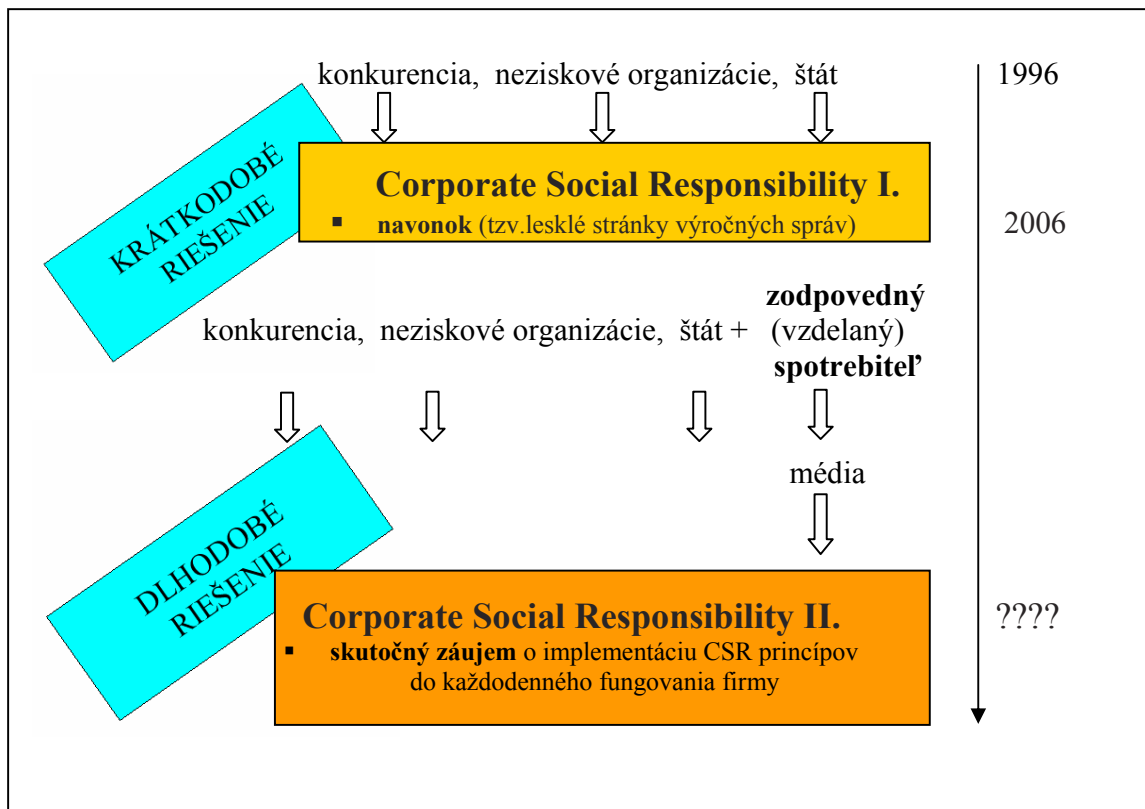 konkurencia, neziskové organizácie, štát
1996
KRÁTKODOBÉ
RIEŠENIE
Corporate Social Responsibility I.
▪ navonok (tzv.lesklé stránky výročných správ)
2006
zodpovedný
konkurencia, neziskové organizácie, štát + (vzdelaný)
spotrebiteľ
média
DLHODOBÉ
RIEŠENIE
Corporate Social Responsibility II.
????
▪ skutočný záujem o implementáciu CSR princípov
do každodenného fungovania firmy